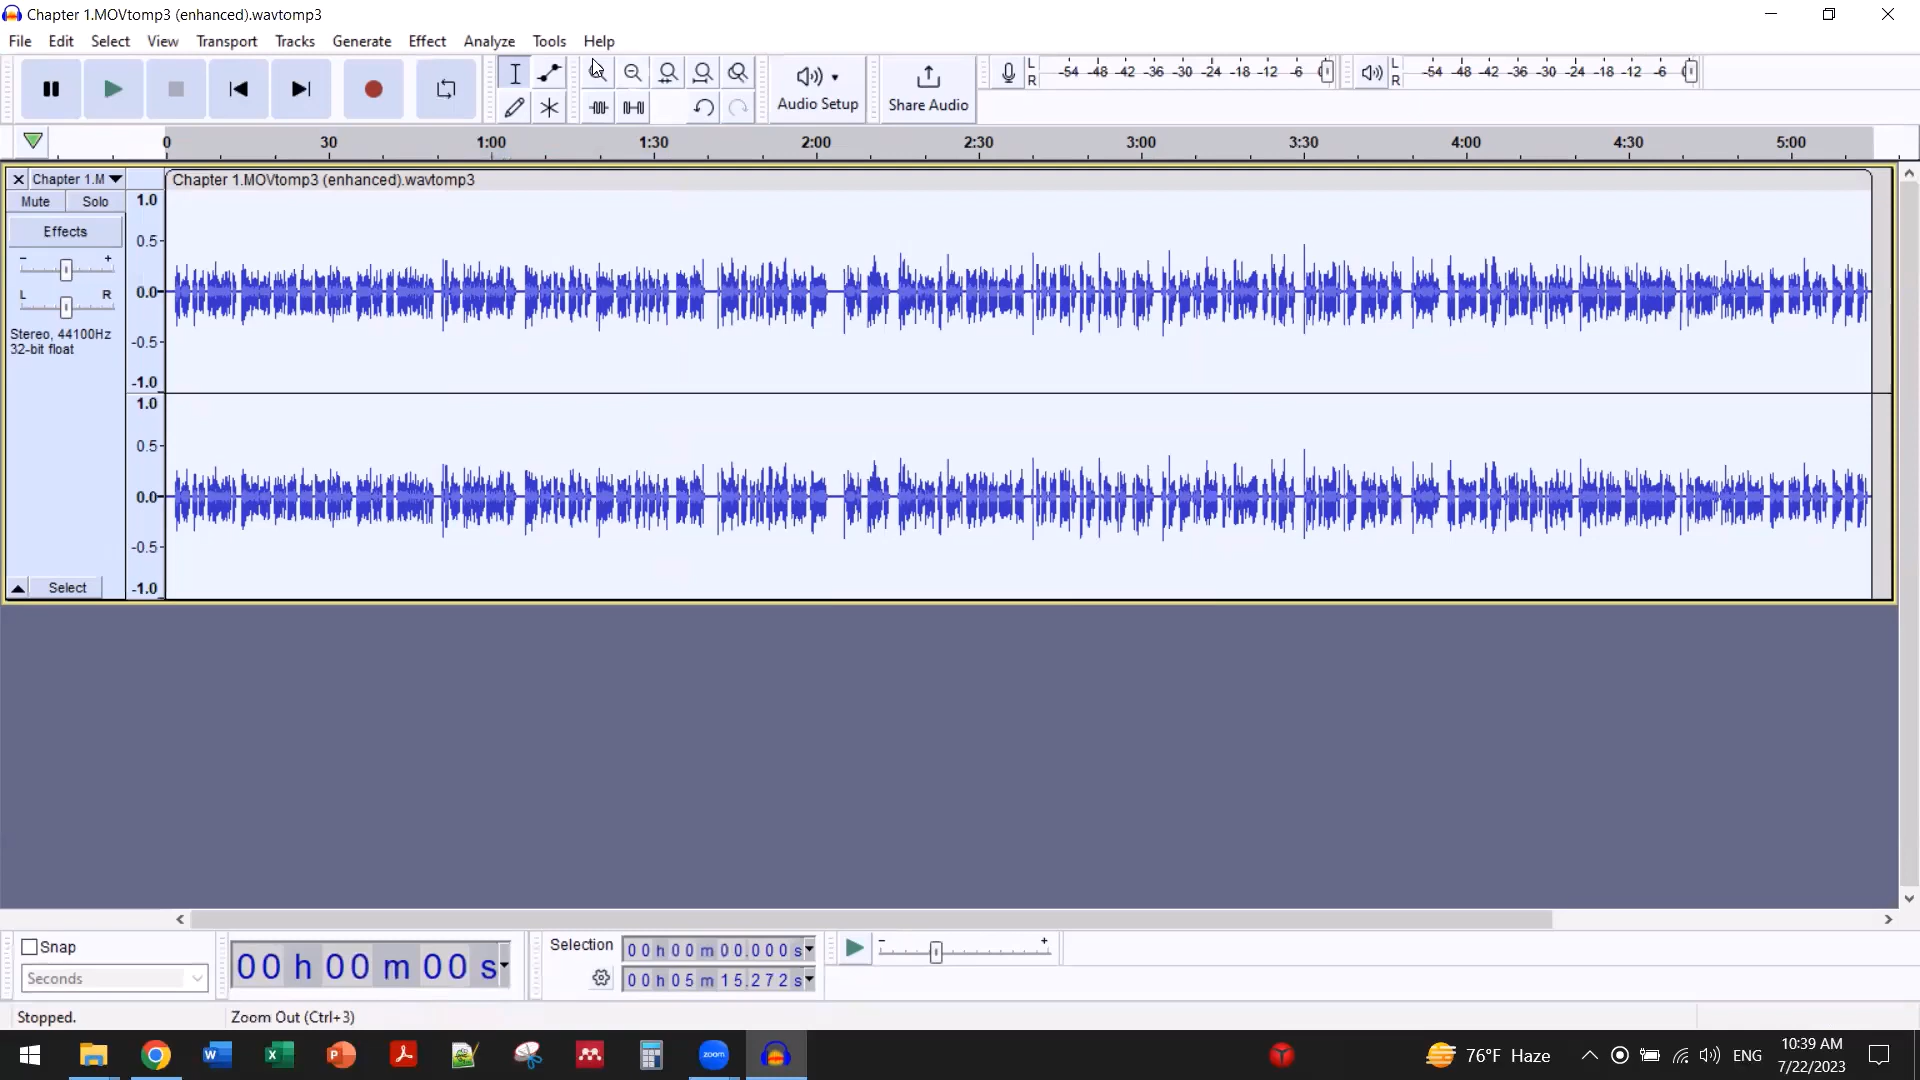 Chapter 1.MOVtomp3 (enhanced).wavtomp3
File Edit Select View Transport Tracks Generate Effect Analyze Tools Help
Audio Setup
Share Audio
L
R
-54 -48 -42 -36 -30 -24 -18 -12 -6
L
R
-54 -48 -42 -36 -30 -24 -18 -12 -6
0 30 1:00 1:30 2:00 2:30 3:00 3:30 4:00 4:30 5:00
Chapter 1.M
Chapter 1.MOVtomp3 (enhanced).wavtomp3
Mute Solo
Effects
- +
L R
Stereo, 44100Hz
32-bit float
Select
1.0
0.5
0.0
-0.5
-1.0
1.0
0.5
0.0
-0.5
-1.0
Snap
Seconds
00 h 00 m 00 s
Selection
00 h 00 m 00.000 s
00 h 05 m 15.272 s
- +
Stopped.
Zoom Out (Ctrl+3)
zoom
76°F Haze
ENG
10:39 AM
7/22/2023